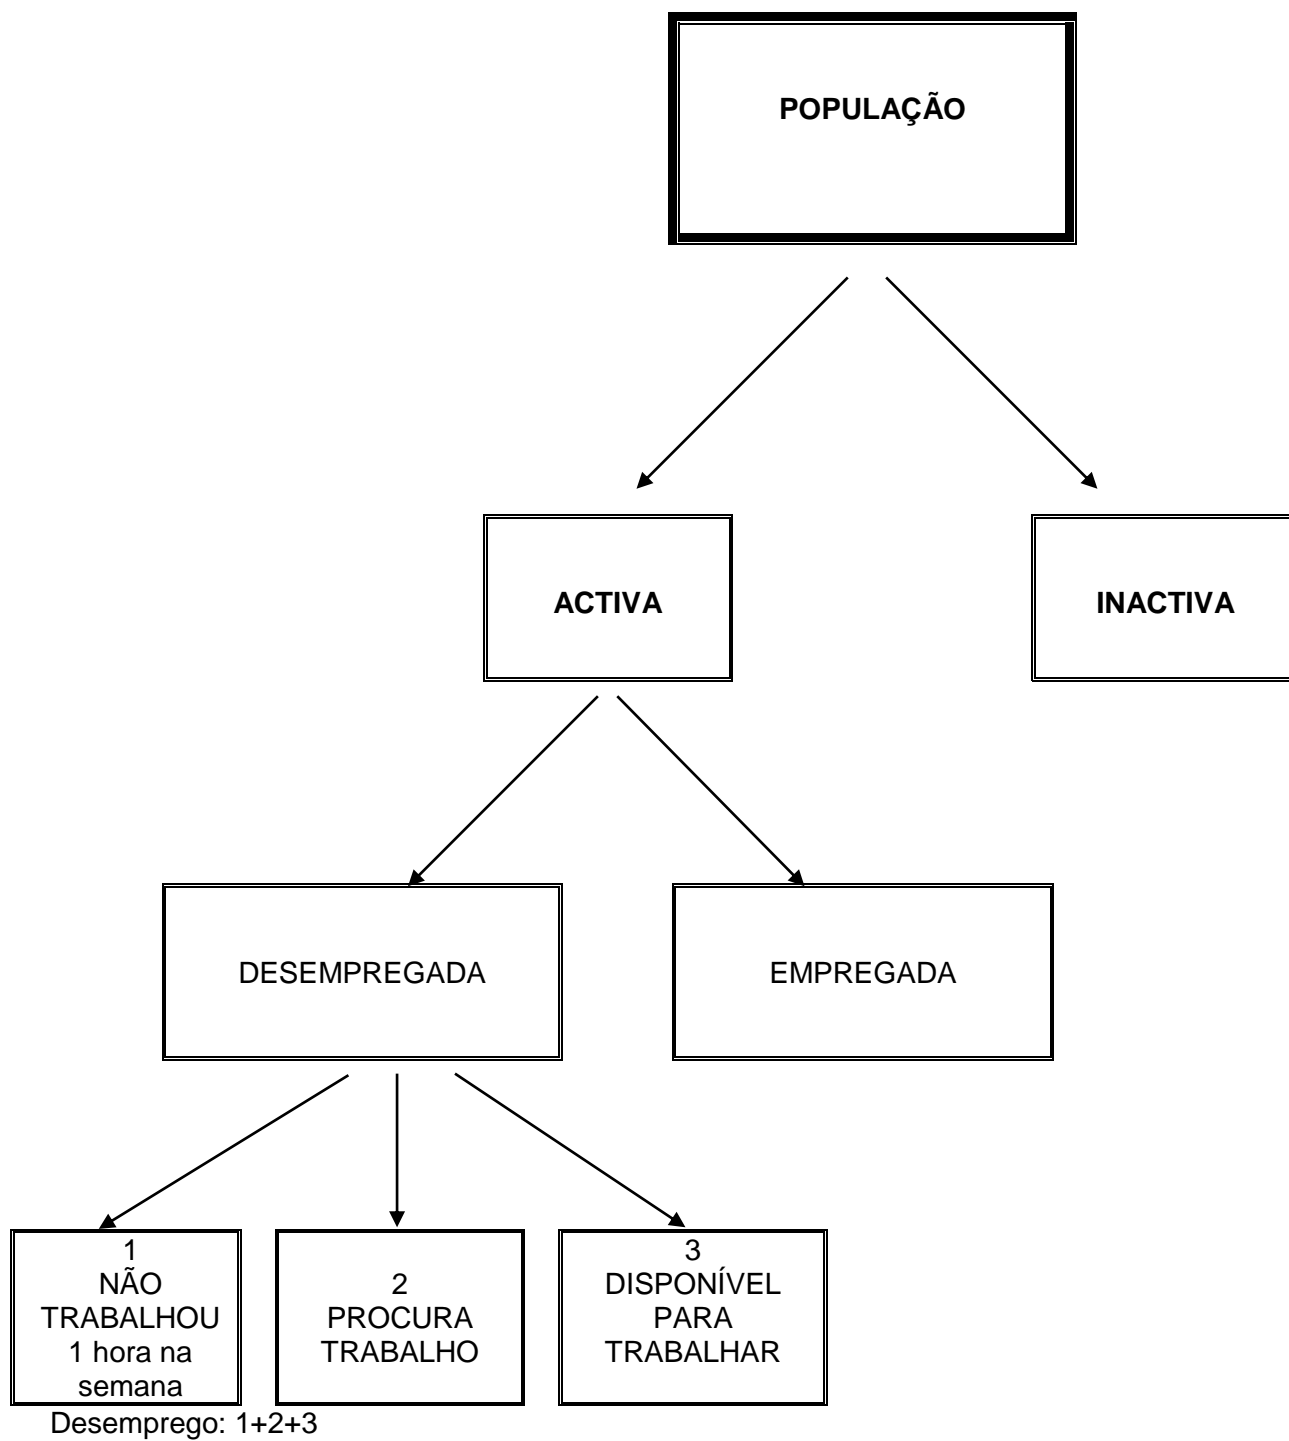 POPULAÇÃO
ACTIVA
INACTIVA
DESEMPREGADA
EMPREGADA
1
NÃO
TRABALHOU
1 hora na
semana
2
PROCURA
TRABALHO
3
DISPONÍVEL
PARA
TRABALHAR
Desemprego: 1+2+3